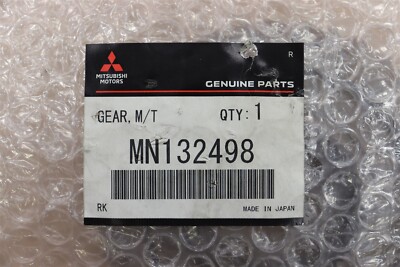 R
MITSUBISHI
MOTORS
GENUINE PARTS
GEAR, M/T QTY: 1
MN132498
RK MADE IN JAPAN